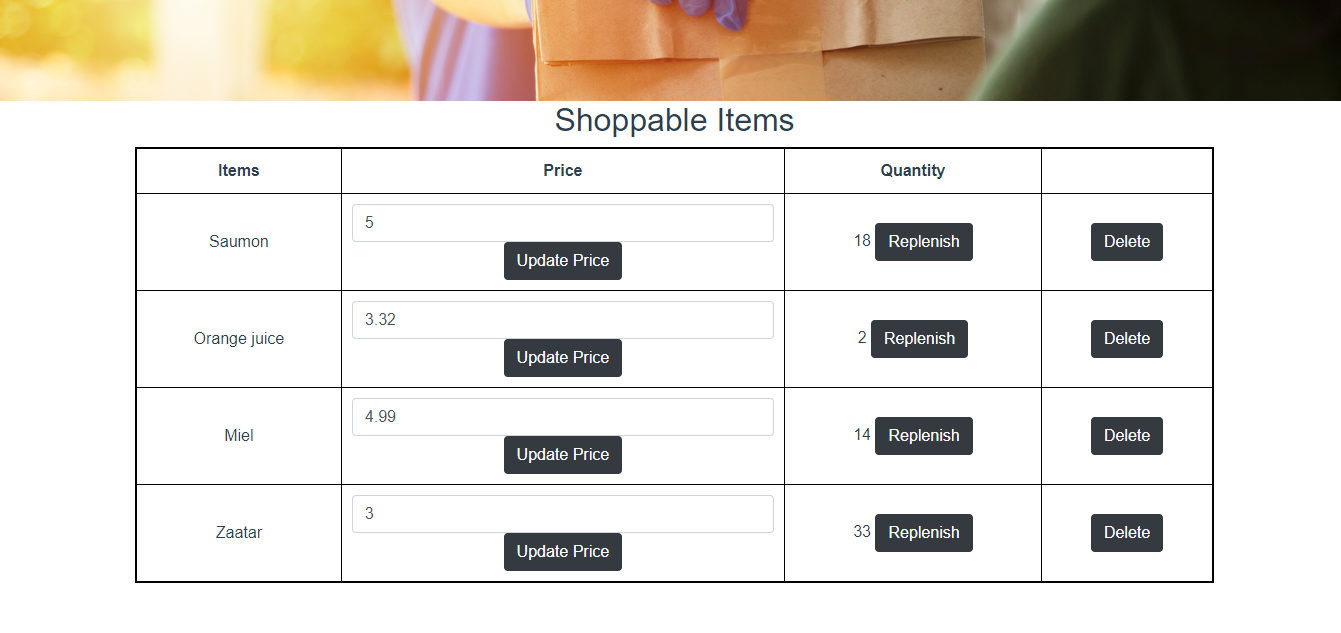 Shoppable Items
Items Price Quantity
Saumon 5 Update Price 18 Replenish Delete
Orange juice 3.32 Update Price 2 Replenish Delete
Miel 4.99 Update Price 14 Replenish Delete
Zaatar 3 Update Price 33 Replenish Delete